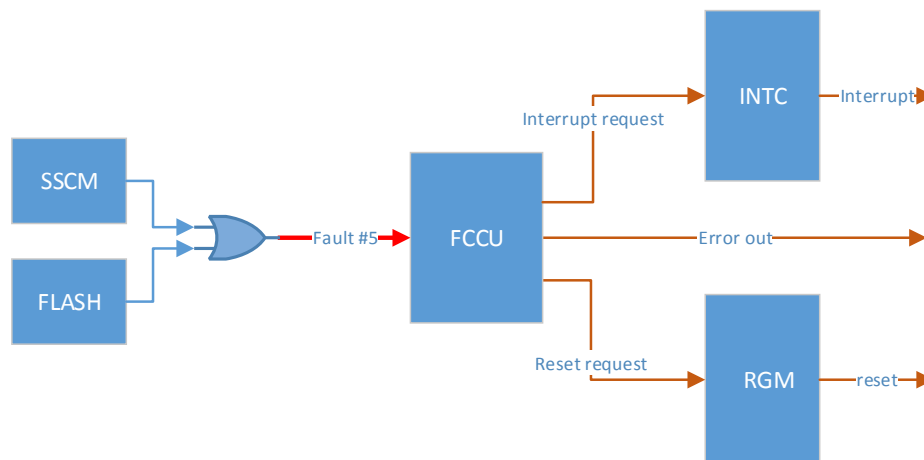 INTC
Interrupt
Interrupt request
SSCM
Fault #5
FCCU
Error out
FLASH
Reset request
RGM
reset